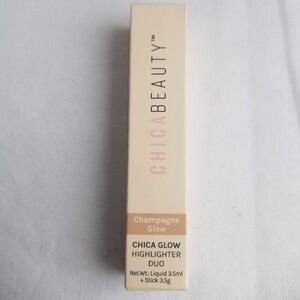 CHICABEAUTY™
Champagne
Glow
CHICA GLOW
HIGHLIGHTER
DUO
Net.Wt: Liquid 3.5ml
+ Stick 3.5g